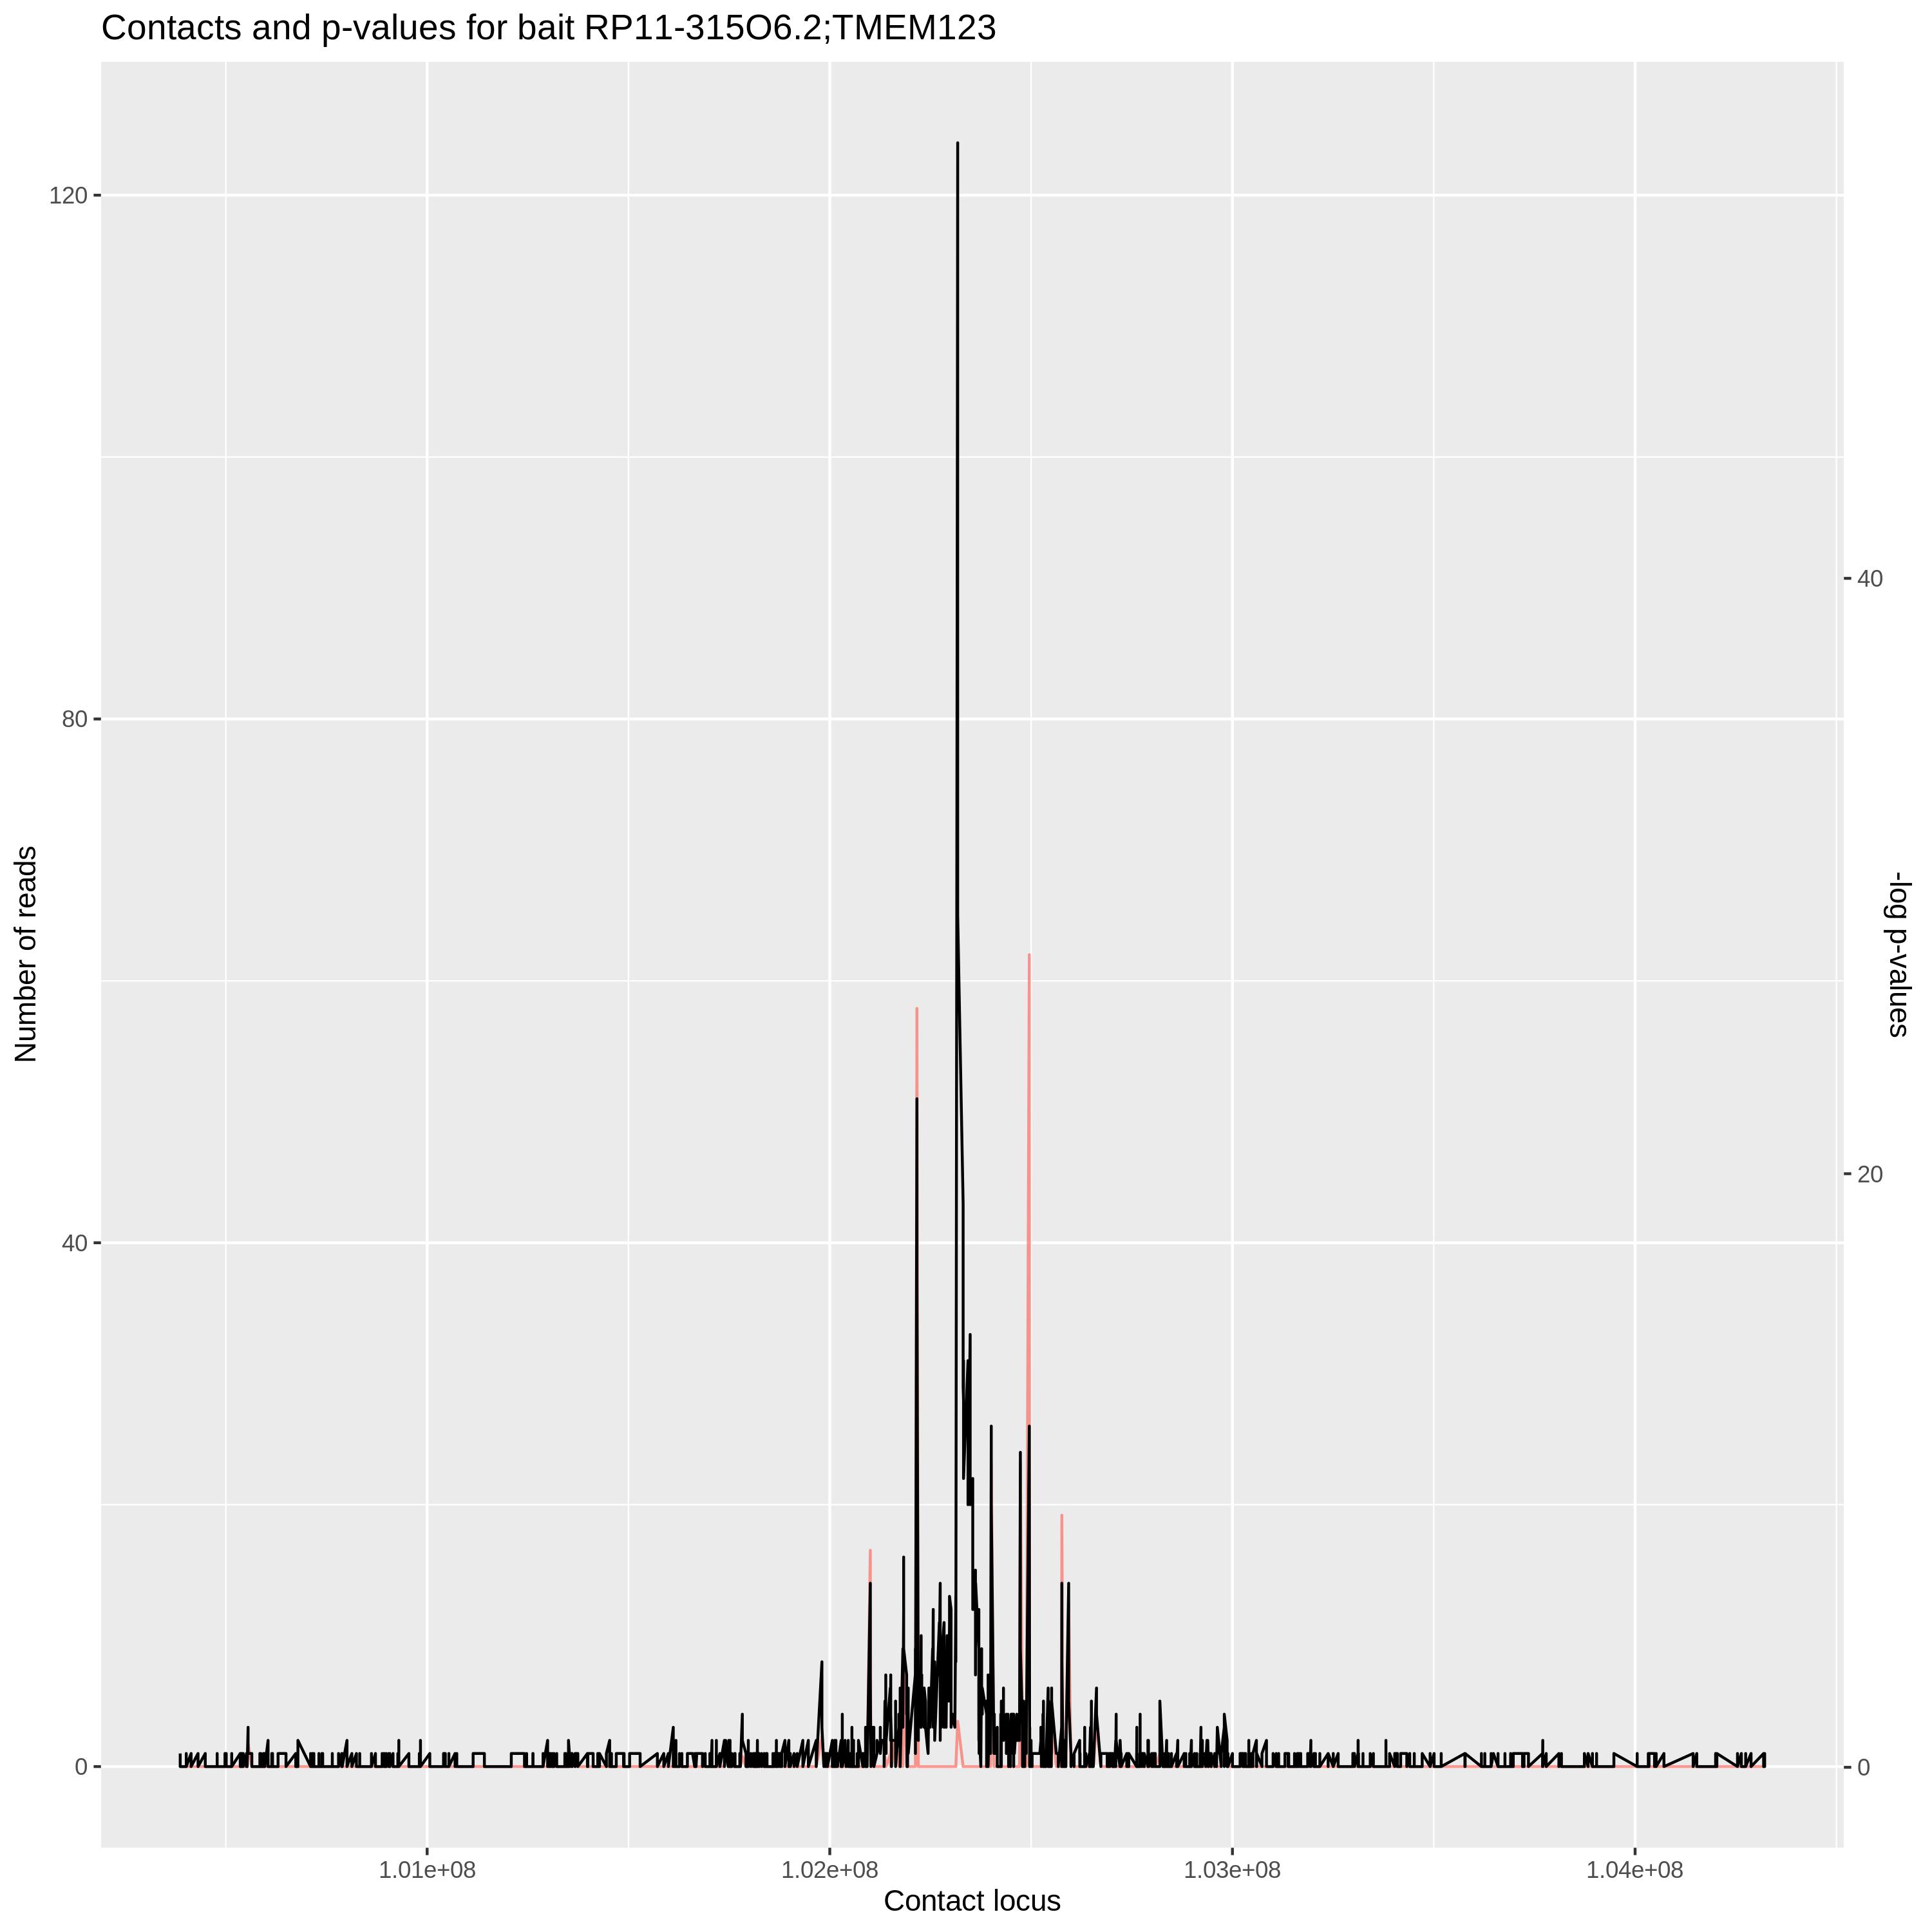 Contacts and p-values for bait RP11-315O6.2;TMEM123
120
80
40
0
Number of reads
40
20
0
-log p-values
1.01e+08
1.02e+08
1.03e+08
1.04e+08
Contact locus